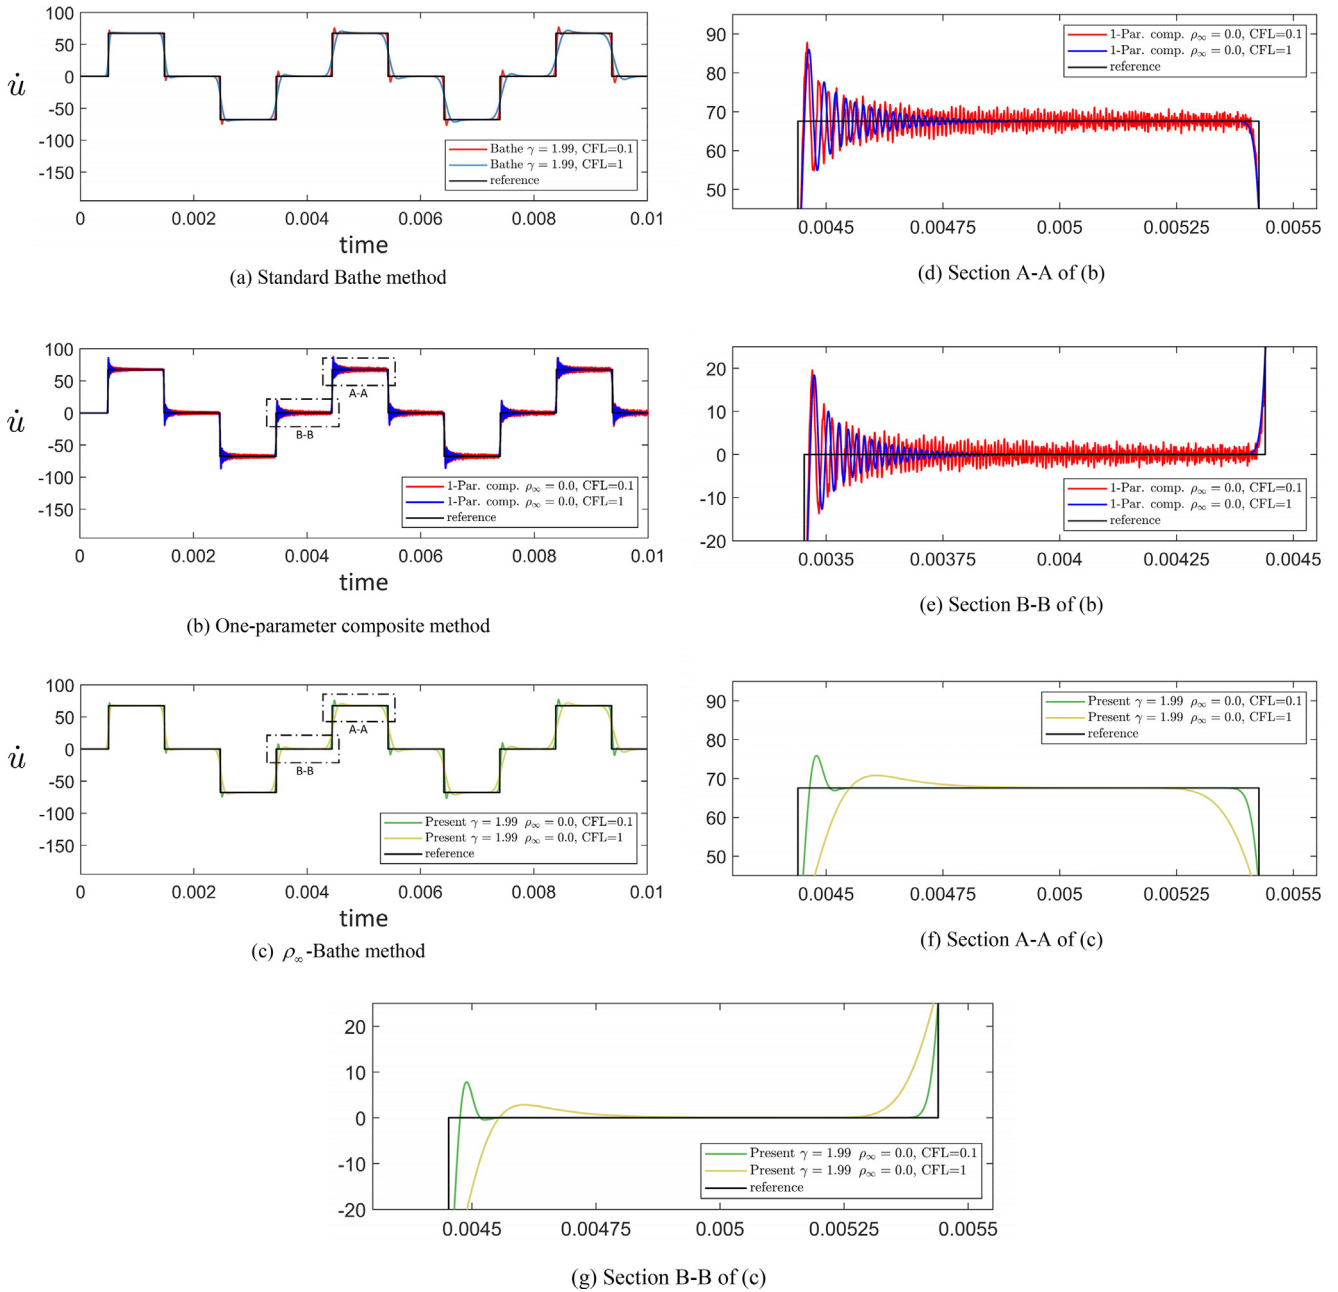 100
50
0
-50
-100
-150
u̇
Bathe γ = 1.99, CFL=0.1
Bathe γ = 1.99, CFL=1
reference
0
0.002
0.004
0.006
0.008
0.01
time
(a) Standard Bathe method
90
80
70
60
50
1-Par. comp. ρ∞ = 0.0, CFL=0.1
1-Par. comp. ρ∞ = 0.0, CFL=1
reference
0.0045
0.00475
0.005
0.00525
0.0055
(d) Section A-A of (b)
100
50
0
-50
-100
-150
u̇
A-A
B-B
1-Par. comp. ρ∞ = 0.0, CFL=0.1
1-Par. comp. ρ∞ = 0.0, CFL=1
reference
0
0.002
0.004
0.006
0.008
0.01
time
(b) One-parameter composite method
20
10
0
-10
-20
1-Par. comp. ρ∞ = 0.0, CFL=0.1
1-Par. comp. ρ∞ = 0.0, CFL=1
reference
0.0035
0.00375
0.004
0.00425
0.0045
(e) Section B-B of (b)
100
50
0
-50
-100
-150
u̇
A-A
B-B
Present γ = 1.99 ρ∞ = 0.0, CFL=0.1
Present γ = 1.99 ρ∞ = 0.0, CFL=1
reference
0
0.002
0.004
0.006
0.008
0.01
time
(c) ρ∞-Bathe method
90
80
70
60
50
Present γ = 1.99 ρ∞ = 0.0, CFL=0.1
Present γ = 1.99 ρ∞ = 0.0, CFL=1
reference
0.0045
0.00475
0.005
0.00525
0.0055
(f) Section A-A of (c)
20
10
0
-10
-20
Present γ = 1.99 ρ∞ = 0.0, CFL=0.1
Present γ = 1.99 ρ∞ = 0.0, CFL=1
reference
0.0045
0.00475
0.005
0.00525
0.0055
(g) Section B-B of (c)